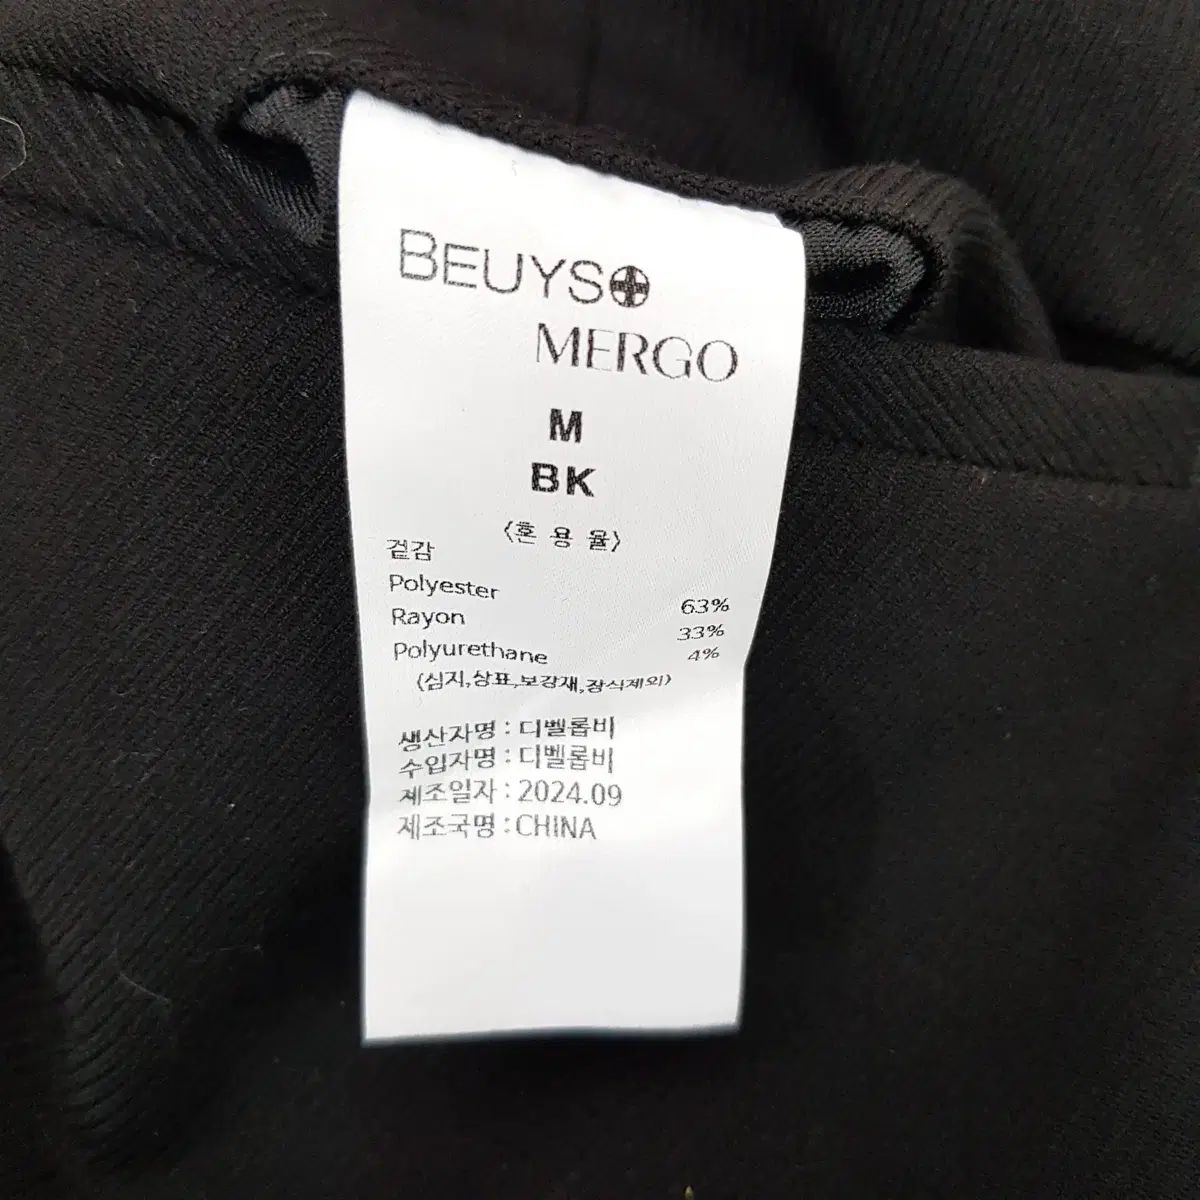 BEUYS
MERGO
M
BK
<혼 용 율>
겉감
Polyester 63%
Rayon 33%
Polyurethane 4%
(심지,상표,보강재,장식제외)
생산자명 : 디벨롭비
수입자명 : 디벨롭비
제조일자 : 2024.09
제조국명 : CHINA